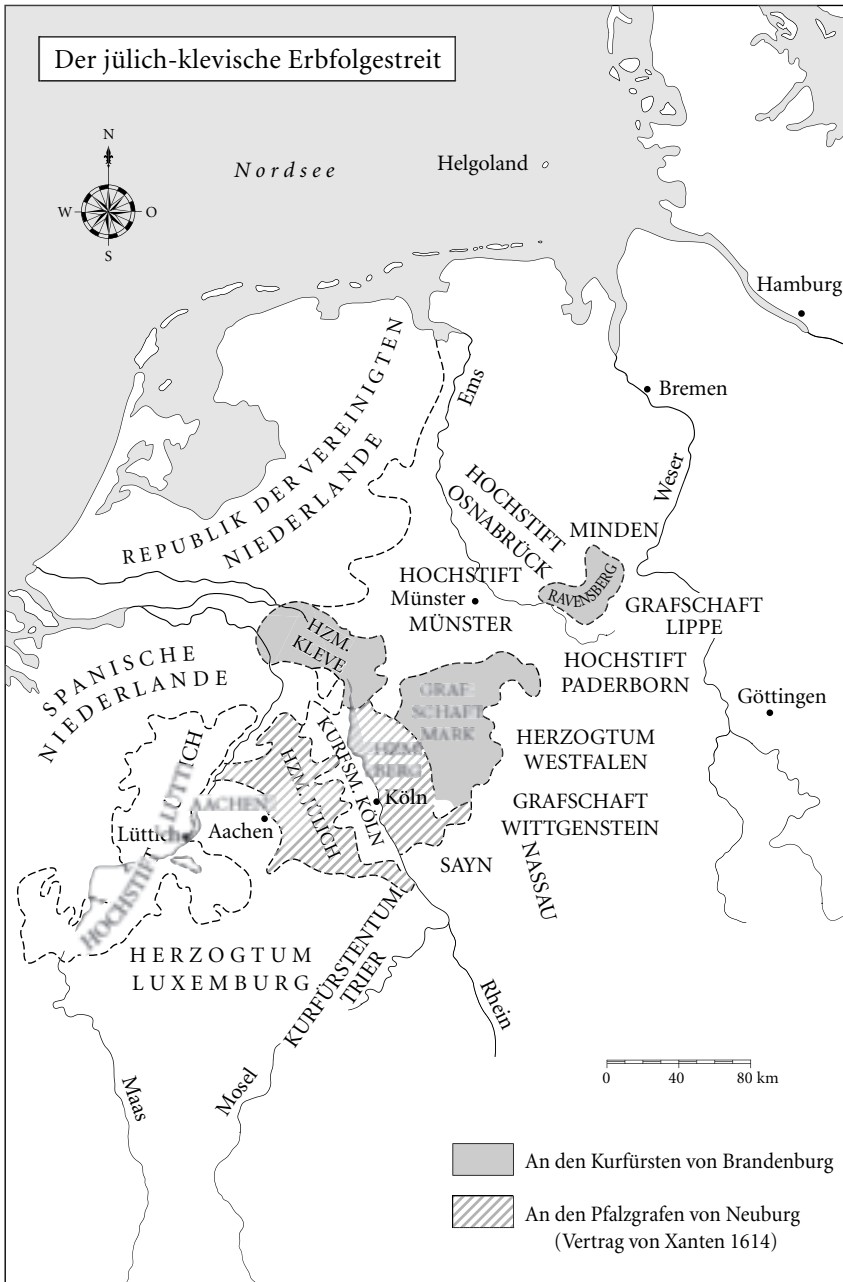 Der jülich-klevische Erbfolgestreit
N
W
O
S
Nordsee
Helgoland
Hamburg
Bremen
Ems
Weser
REPUBLIK DER VEREINIGTEN
NIEDERLANDE
HOCHSTIFT
OSNABRÜCK
MINDEN
RAVENSBERG
HOCHSTIFT
Münster
MÜNSTER
GRAFSCHAFT
LIPPE
HZM.
KLEVE
HOCHSTIFT
PADERBORN
SPANISCHE
NIEDERLANDE
GRAF
SCHAFT
MARK
Göttingen
HERZOGTUM
WESTFALEN
HOCHSTIFT LÜTTICH
KURFSM. KÖLN
HZM.
BERG
HZM. JÜLICH
AACHEN
Köln
Lüttich
Aachen
GRAFSCHAFT
WITTGENSTEIN
SAYN
NASSAU
HERZOGTUM
LUXEMBURG
KURFÜRSTENTUM
TRIER
Rhein
Maas
Mosel
0 40 80 km
An den Kurfürsten von Brandenburg
An den Pfalzgrafen von Neuburg
(Vertrag von Xanten 1614)